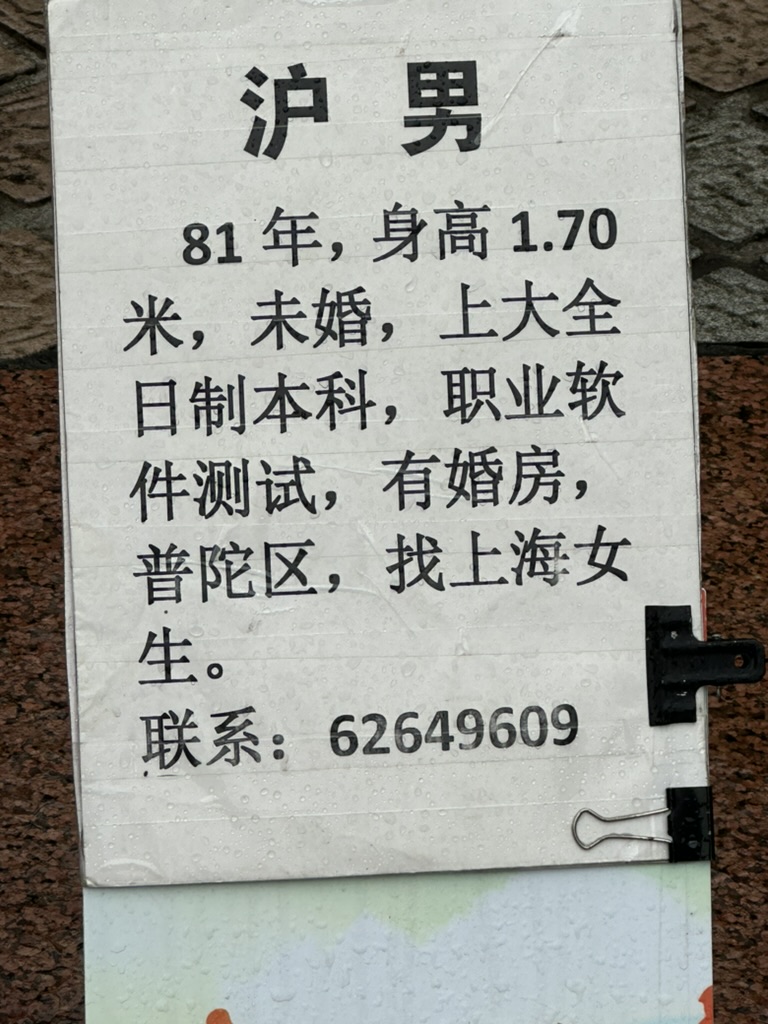 沪 男
81 年，身高 1.70
米，未婚，上大全
日制本科，职业软
件测试，有婚房，
普陀区，找上海女
生。
联系：62649609